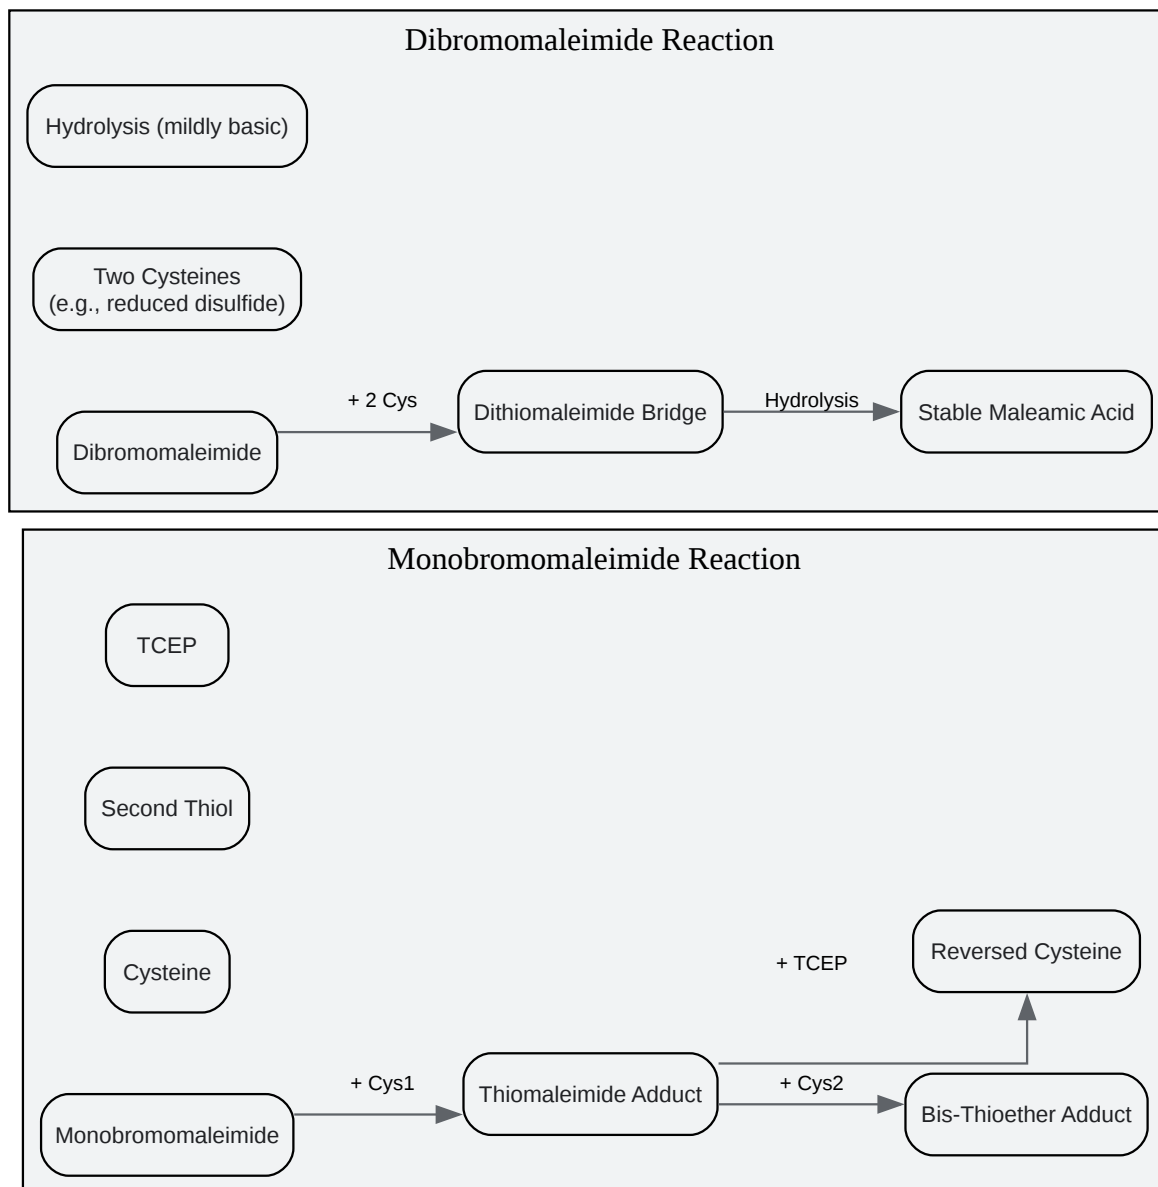 Dibromomaleimide Reaction
Hydrolysis (mildly basic)
Two Cysteines
(e.g., reduced disulfide)
Dibromomaleimide
+ 2 Cys
Dithiomaleimide Bridge
Hydrolysis
Stable Maleamic Acid
Monobromomaleimide Reaction
TCEP
Second Thiol
Cysteine
Monobromomaleimide
+ Cys1
Thiomaleimide Adduct
+ TCEP
Reversed Cysteine
+ Cys2
Bis-Thioether Adduct